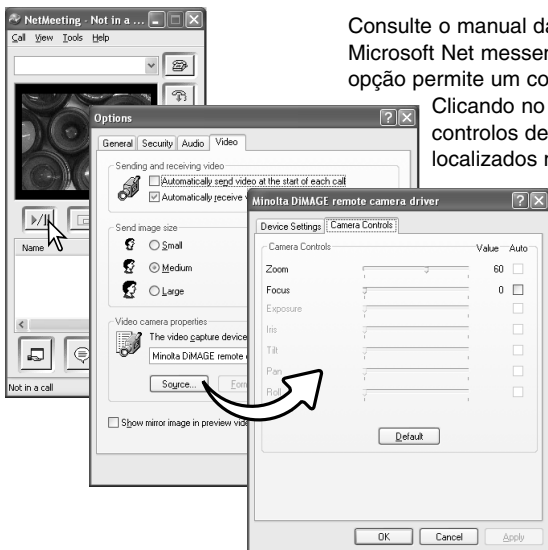 NetMeeting - Not in a ...
Call View Tools Help
Name
Not in a call
Consulte o manual
Microsoft Net
opção permite um
Clicando no
controlos de
localizados
Options
General Security Audio Video
Sending and receiving video
Automatically send video at the start of each call
Automatically receive
Send image size
Small
Medium
Large
Video camera properties
The video capture device
Minolta DiMAGE remote
Source...
Show mirror image in preview
Minolta DiMAGE remote camera driver
Device Settings Camera Controls
Camera Controls Value Auto
Zoom 60
Focus 0
Exposure
Iris
Tilt
Pan
Roll
Default
OK Cancel Apply